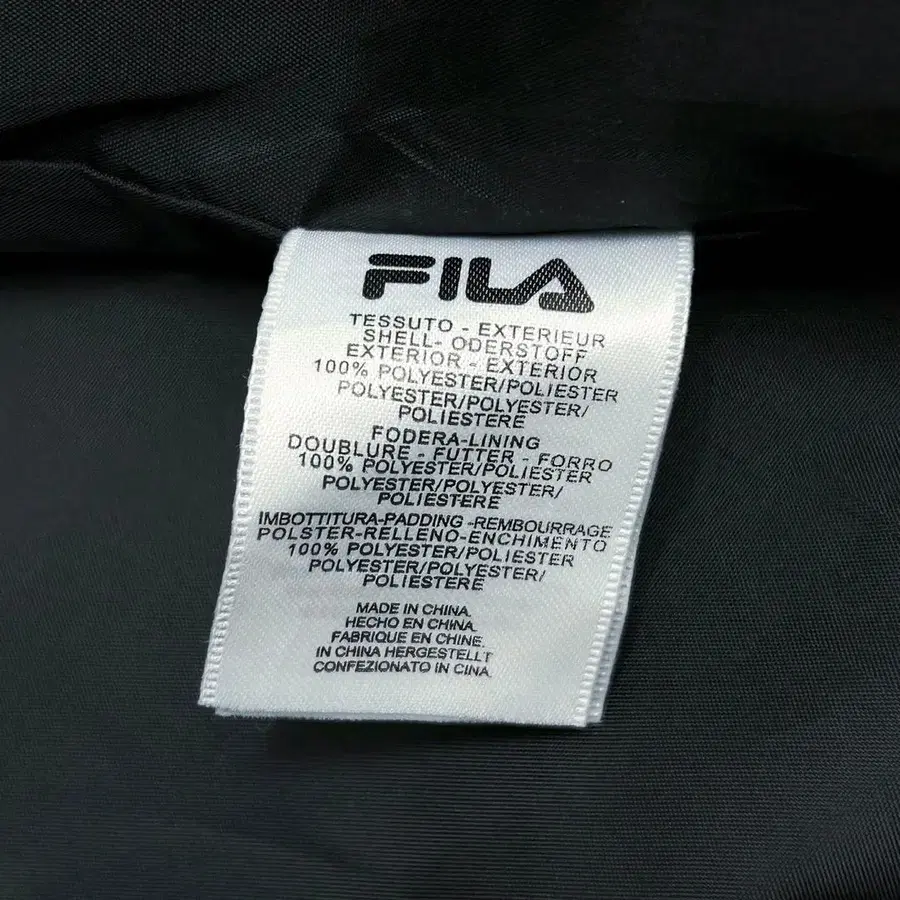 FILA
TESSUTO - EXTERIEUR
SHELL- ODERSTOFF
EXTERIOR - EXTERIOR
100% POLYESTER/POLIESTER
POLYESTER/POLYESTER/
POLIESTERE
FODERA-LINING
DOUBLURE - FUTTER - FORRO
100% POLYESTER/POLIESTER
POLYESTER/POLYESTER/
POLIESTERE
IMBOTTITURA-PADDING -REMBOURRAGE
POLSTER-RELLENO-ENCHIMENTO
100% POLYESTER/POLIESTER
POLYESTER/POLYESTER/
POLIESTERE
MADE IN CHINA.
HECHO EN CHINA.
FABRIQUE EN CHINE.
IN CHINA HERGESTELLT
CONFEZIONATO IN CINA.